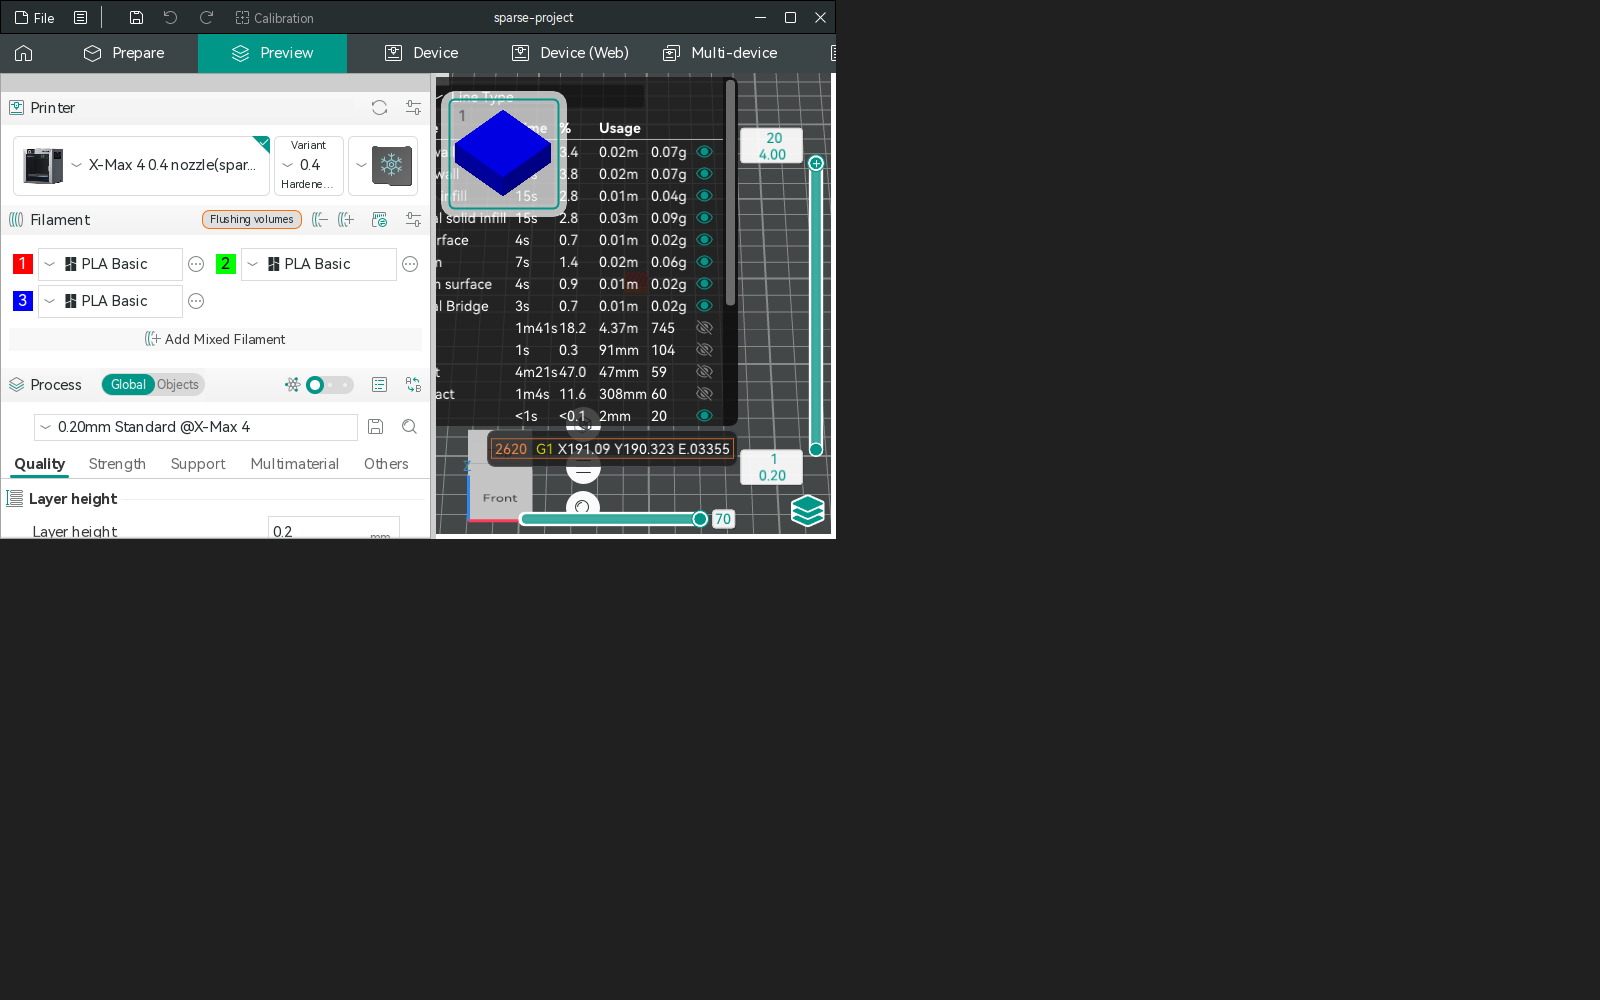 File
Calibration
sparse-project
Prepare
Preview
Device
Device (Web)
Multi-device
Printer
X-Max 4 0.4 nozzle(spar...
Variant
0.4
Hardene...
Filament
Flushing volumes
1 PLA Basic
2 PLA Basic
3 PLA Basic
Add Mixed Filament
Process
Global
Objects
0.20mm Standard @X-Max 4
Quality
Strength
Support
Multimaterial
Others
Layer height
Layer height
0.2
mm
Line Type
1
% Usage
3.4 0.02m 0.07g
3.8 0.02m 0.07g
infill 15s 2.8 0.01m 0.04g
solid infill 15s 2.8 0.03m 0.09g
rface 4s 0.7 0.01m 0.02g
7s 1.4 0.02m 0.06g
surface 4s 0.9 0.01m 0.02g
al Bridge 3s 0.7 0.01m 0.02g
1m41s 18.2 4.37m 745
1s 0.3 91mm 104
t 4m21s 47.0 47mm 59
act 1m4s 11.6 308mm 60
<1s <0.1 2mm 20
2620 G1 X191.09 Y190.323 E.03355
Z
Front
70
20
4.00
1
0.20